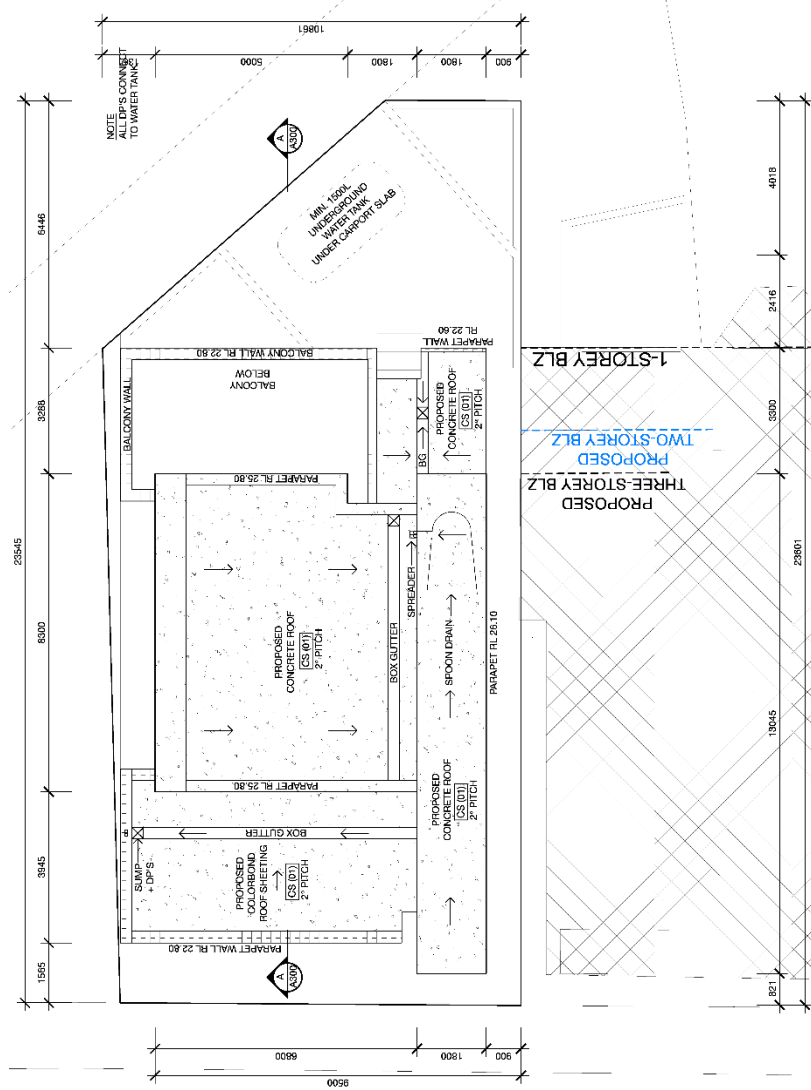 10861
1361
5000
1800
1800
900
NOTE
ALL DP'S CONNECT
TO WATER TANK.
A
A300
MIN. 1500L
UNDERGROUND
WATER TANK
UNDER CARPORT SLAB
23545
6446
3266
8300
3945
1565
4018
2416
3300
13045
821
23601
BALCONY WALL
BALCONY WALL RL 22.80
BALCONY
BELOW
PARAPET WALL
RL 22.60
PROPOSED
CONCRETE ROOF
CS (01)
2° PITCH
BG
1-STOREY BLZ
PROPOSED
TWO-STOREY BLZ
PROPOSED
THREE-STOREY BLZ
PARAPET RL 25.80
PROPOSED
CONCRETE ROOF
CS (01)
2° PITCH
BOX GUTTER
SPREADER
SPOON DRAIN
PARAPET RL 26.10
PARAPET RL 25.80
PROPOSED
CONCRETE ROOF
CS (01)
2° PITCH
SUMP
+ DP'S
BOX GUTTER
PROPOSED
COLORBOND
ROOF SHEETING
CS (01)
2° PITCH
PARAPET WALL RL 22.80
A
A300
6800
1800
900
9500